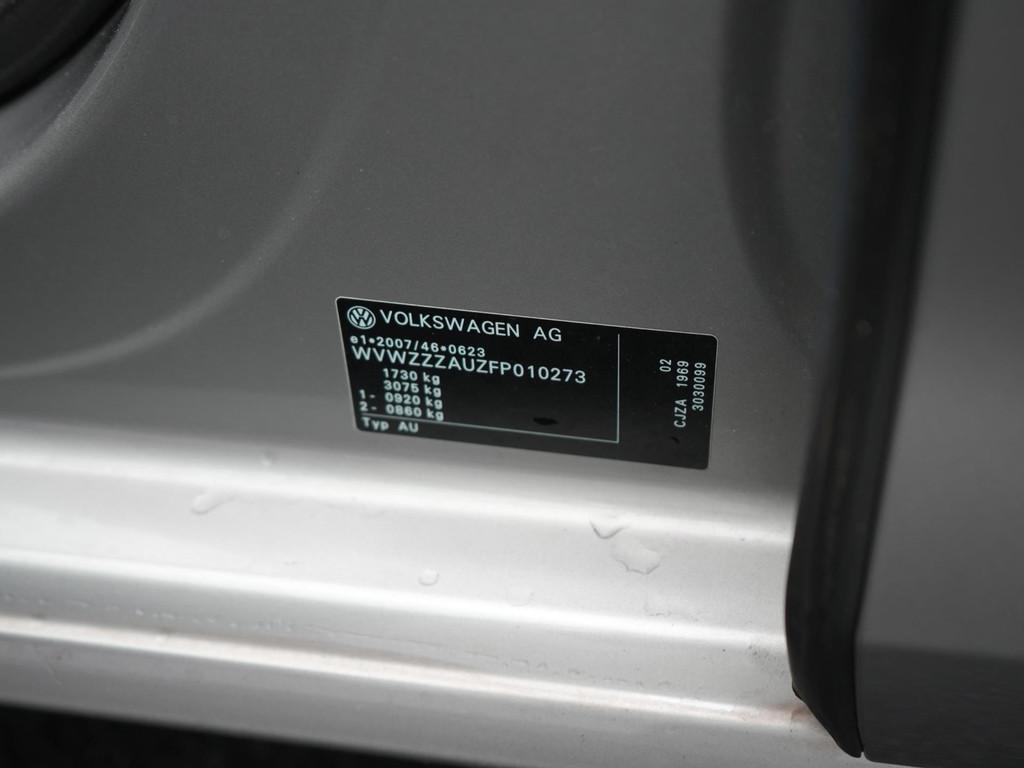 VOLKSWAGEN AG
e1*2007/46*0623
WVWZZZAUZFP010273
1730 kg
3075 kg
1 - 0920 kg
2 - 0860 kg
Typ AU
02
CJZA 1969
3030099